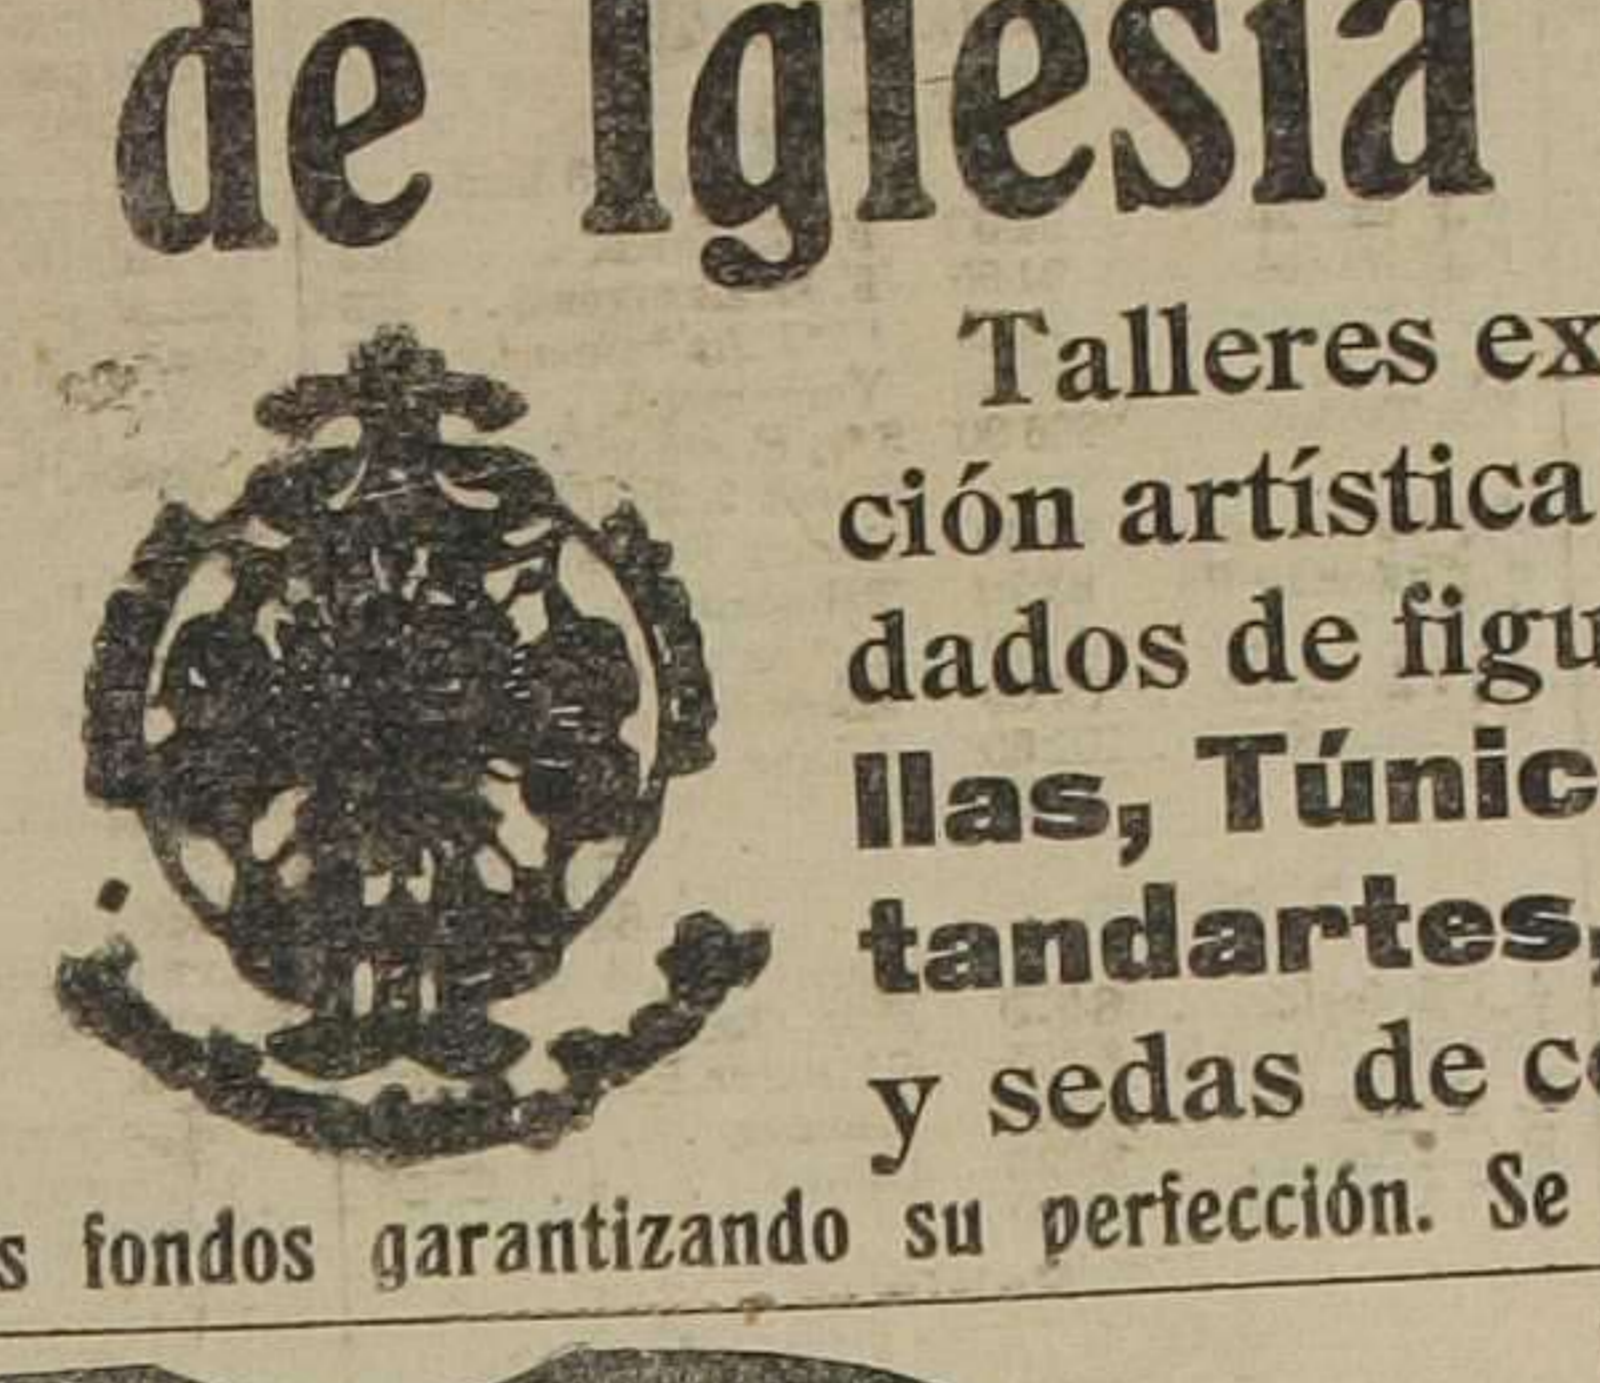 de Iglesia
Talleres ex
ción artística
dados de figu
llas, Túnic
tandartes,
y sedas de co
s fondos garantizando su perfección. Se